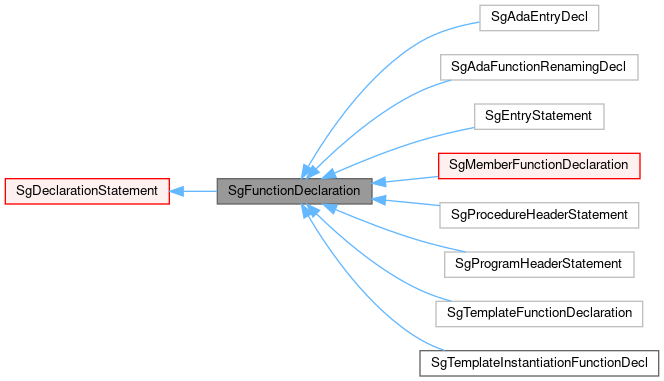 SgAdaEntryDecl
SgAdaFunctionRenamingDecl
SgEntryStatement
SgMemberFunctionDeclaration
SgDeclarationStatement
SgFunctionDeclaration
SgProcedureHeaderStatement
SgProgramHeaderStatement
SgTemplateFunctionDeclaration
SgTemplateInstantiationFunctionDecl